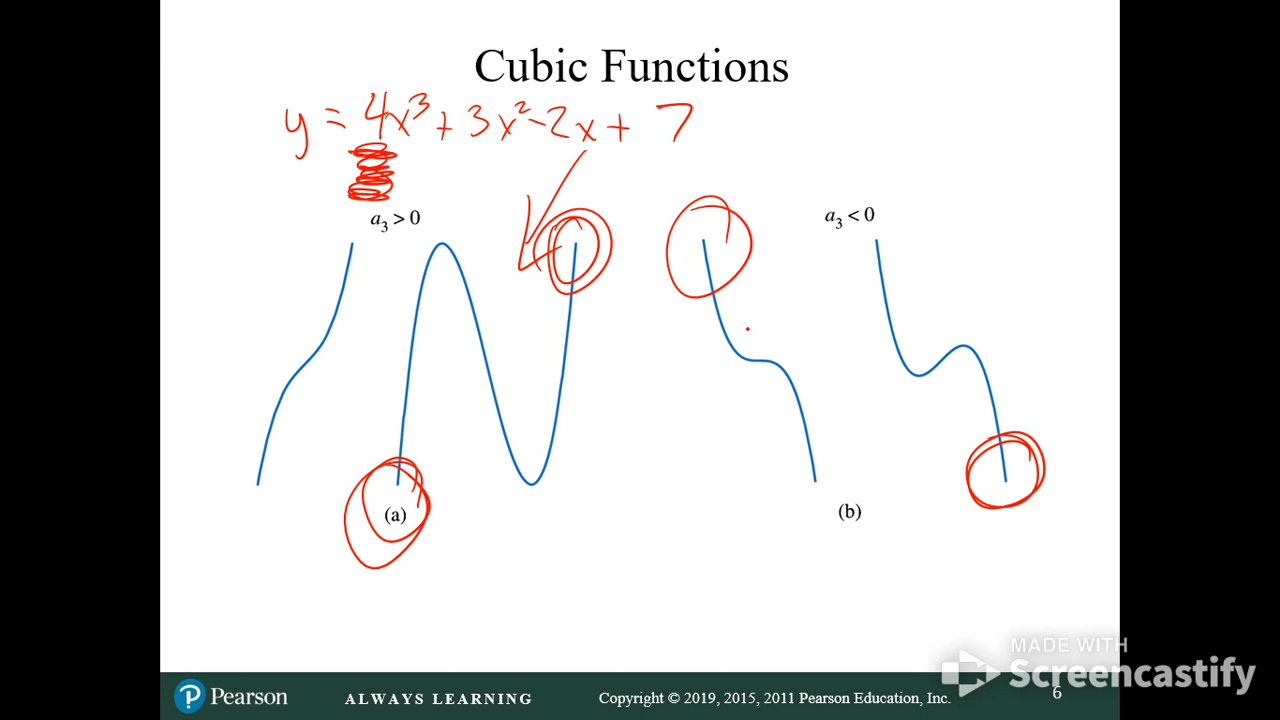 Cubic Functions
y = 4x³ + 3x² - 2x + 7
a₃ > 0
a₃ < 0
(a)
(b)
MADE WITH
Screencastify
Pearson
ALWAYS LEARNING
Copyright © 2019, 2015, 2011 Pearson Education, Inc.
6